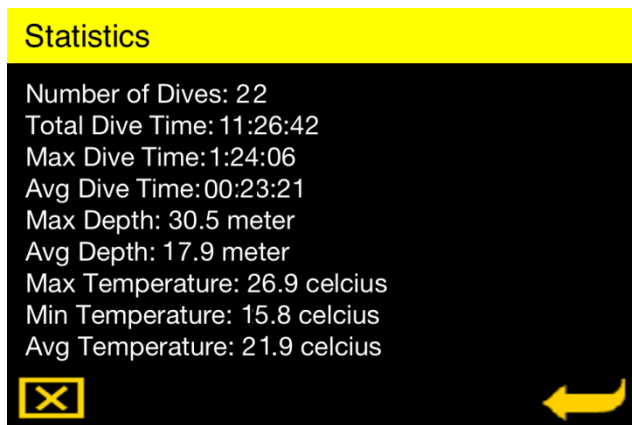 Statistics
Number of Dives: 22
Total Dive Time: 11:26:42
Max Dive Time:1:24:06
Avg Dive Time:00:23:21
Max Depth: 30.5 meter
Avg Depth: 17.9 meter
Max Temperature: 26.9 celcius
Min Temperature: 15.8 celcius
Avg Temperature: 21.9 celcius